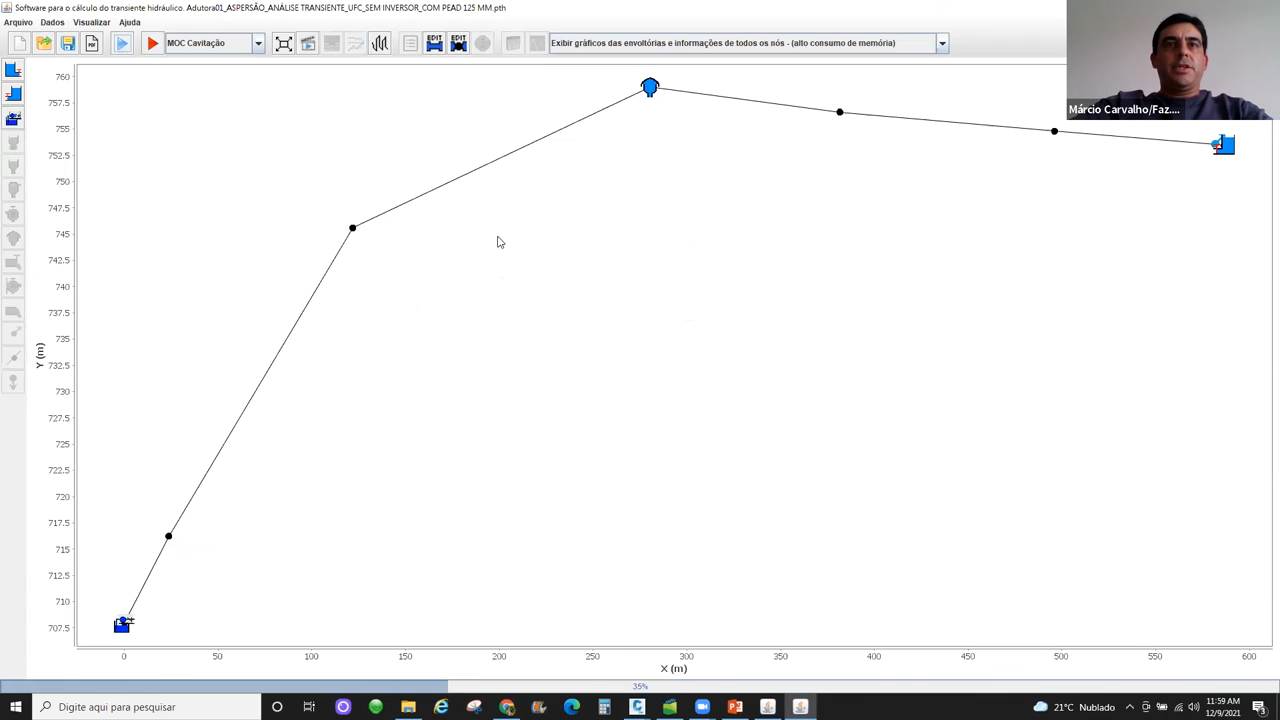 Software para o cálculo do transiente hidráulico. Adutora01_ASPERSÃO_ANÁLISE TRANSIENTE_UFC_SEM INVERSOR_COM PEAD 125 MM.pth
Arquivo Dados Visualizar Ajuda
MOC Cavitação
EDIT EDIT
Exibir gráficos das envoltórias e informações de todos os nós - (alto consumo de memória)
Márcio Carvalho/Faz....
760
757.5
755
752.5
750
747.5
745
742.5
740
737.5
735
732.5
730
727.5
725
722.5
720
717.5
715
712.5
710
707.5
Y (m)
0 50 100 150 200 250 300 350 400 450 500 550 600
X (m)
35%
Digite aqui para pesquisar
21°C Nublado
11:59 AM
12/9/2021